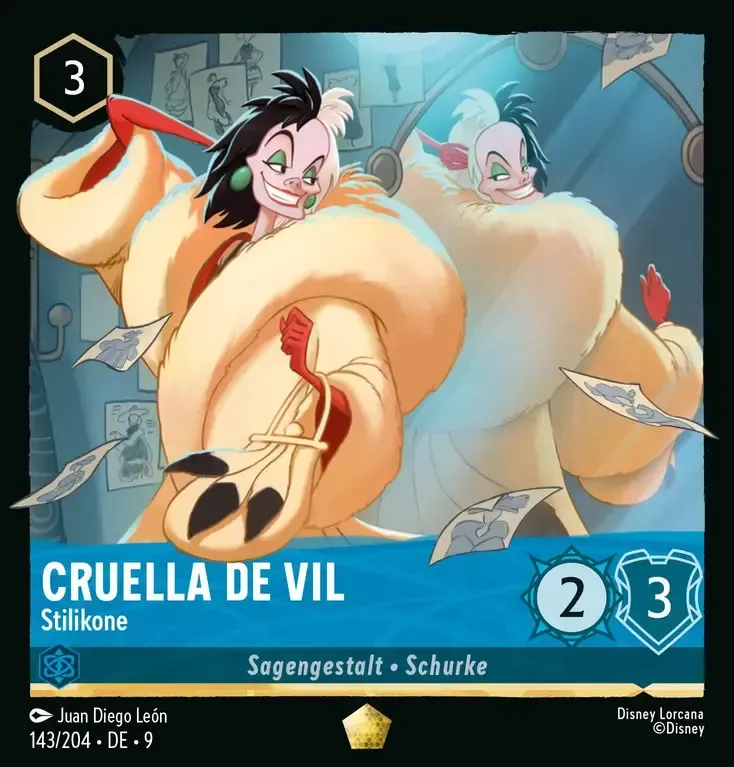 3
CRUELLA DE VIL
Stilikone
2
3
Sagengestalt • Schurke
Juan Diego León
143/204 • DE • 9
Disney Lorcana
©Disney